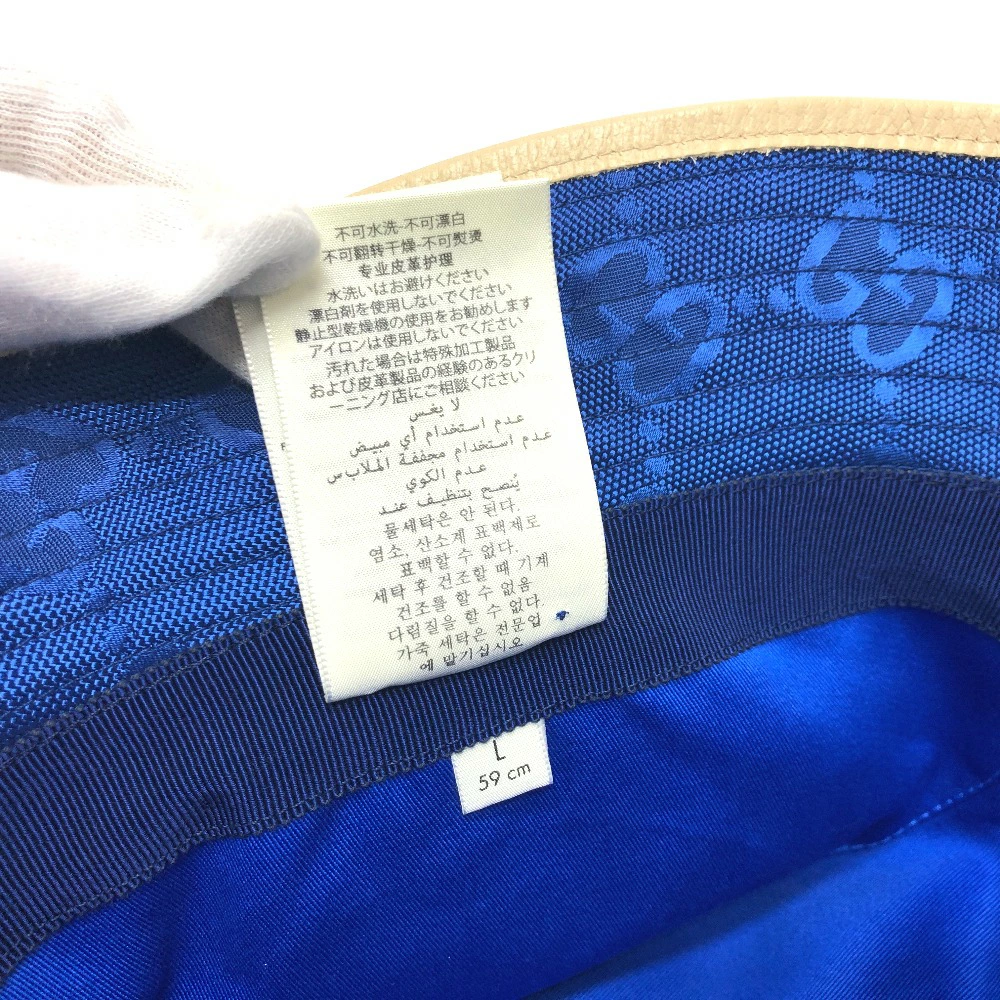 不可水洗-不可漂白
不可翻转干燥-不可熨烫
专业皮革护理
水洗いはお避けください
漂白剤を使用しないでください
静止型乾燥機の使用をお勧めします
アイロンは使用しないでください
汚れた場合は特殊加工製品
および皮革製品の経験のあるクリ
ーニング店にご相談ください
لا يغس
عدم استخدام أي مبيض
عدم استخدام مجففة الملابس
عدم الكوي
يُنصح بتنظيف عند
물세탁은 안 된다.
염소, 산소제 표백제로
표백할 수 없다.
세탁 후 건조할 때 기계
건조를 할 수 없음
다림질을 할 수 없다.
가죽 세탁은 전문업
에 맡기십시오
L
59 cm